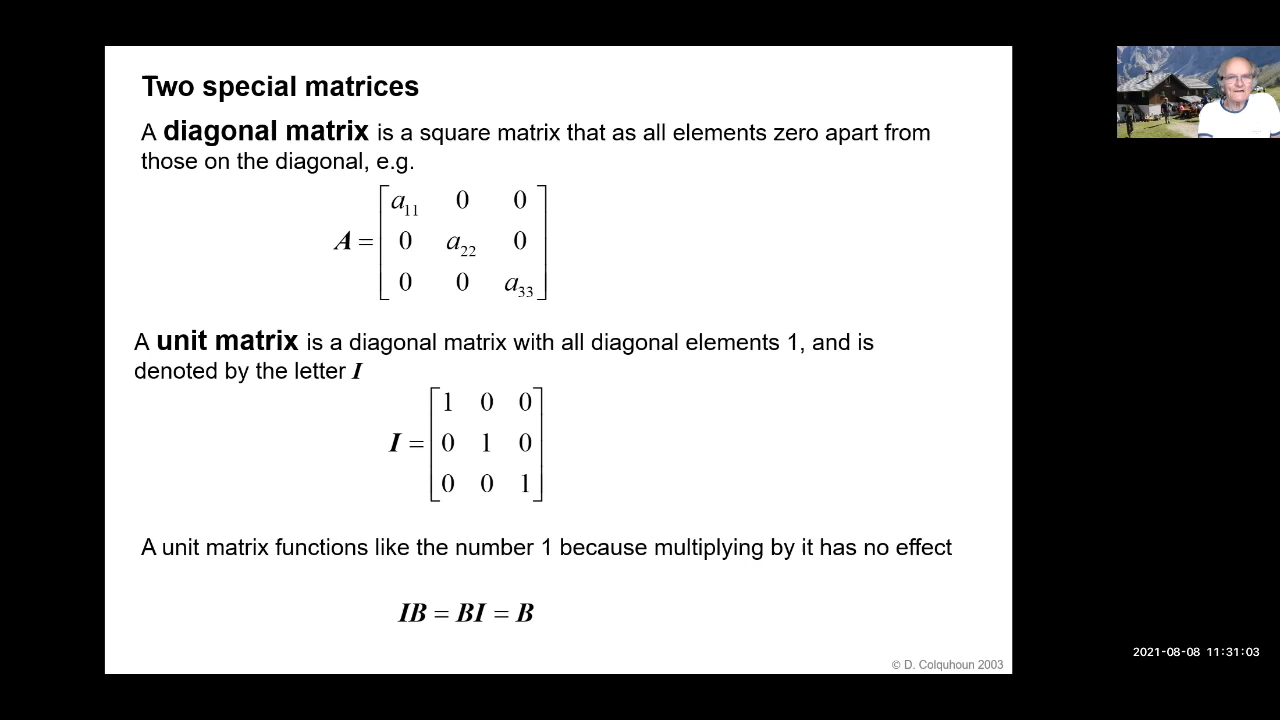 Two special matrices
A diagonal matrix is a square matrix that as all elements zero apart from
those on the diagonal, e.g.
a11 0 0
A = 0 a22 0
0 0 a33
A unit matrix is a diagonal matrix with all diagonal elements 1, and is
denoted by the letter I
1 0 0
I = 0 1 0
0 0 1
A unit matrix functions like the number 1 because multiplying by it has no effect
IB = BI = B
© D. Colquhoun 2003
2021-08-08 11:31:03